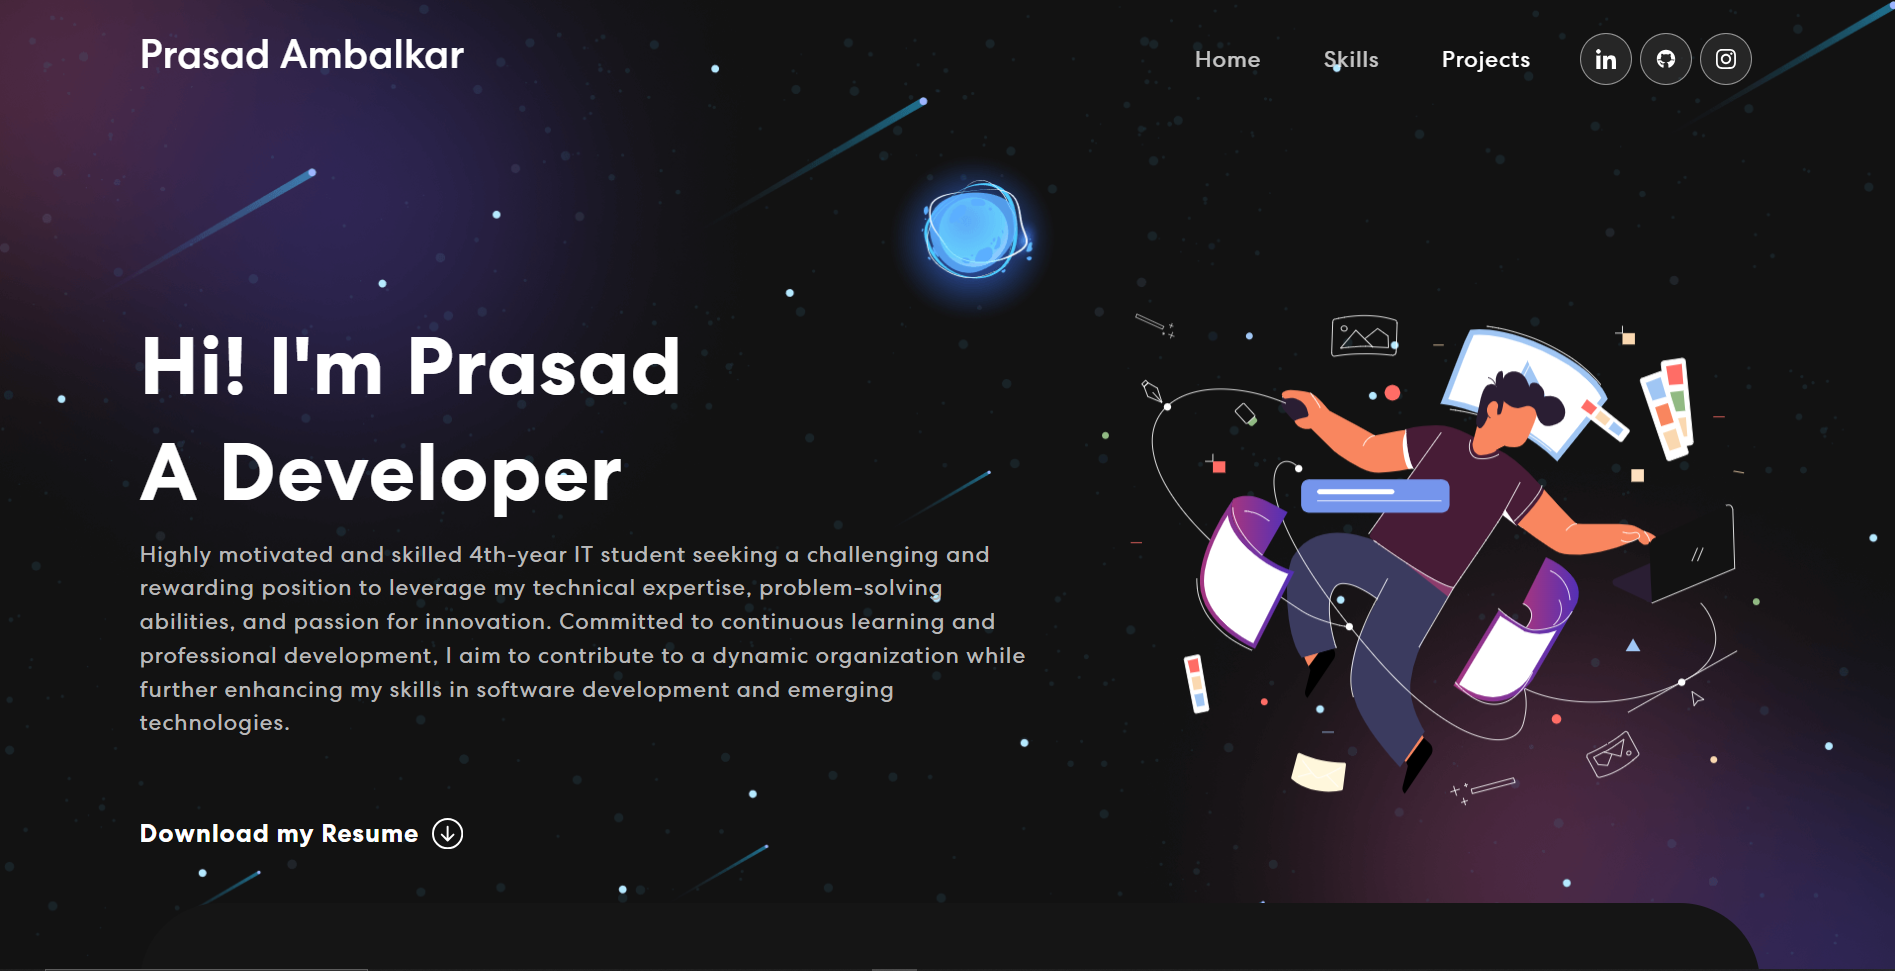 Prasad Ambalkar
Home Skills Projects
Hi! I'm Prasad
A Developer
Highly motivated and skilled 4th-year IT student seeking a challenging and
rewarding position to leverage my technical expertise, problem-solving
abilities, and passion for innovation. Committed to continuous learning and
professional development, I aim to contribute to a dynamic organization while
further enhancing my skills in software development and emerging
technologies.
Download my Resume